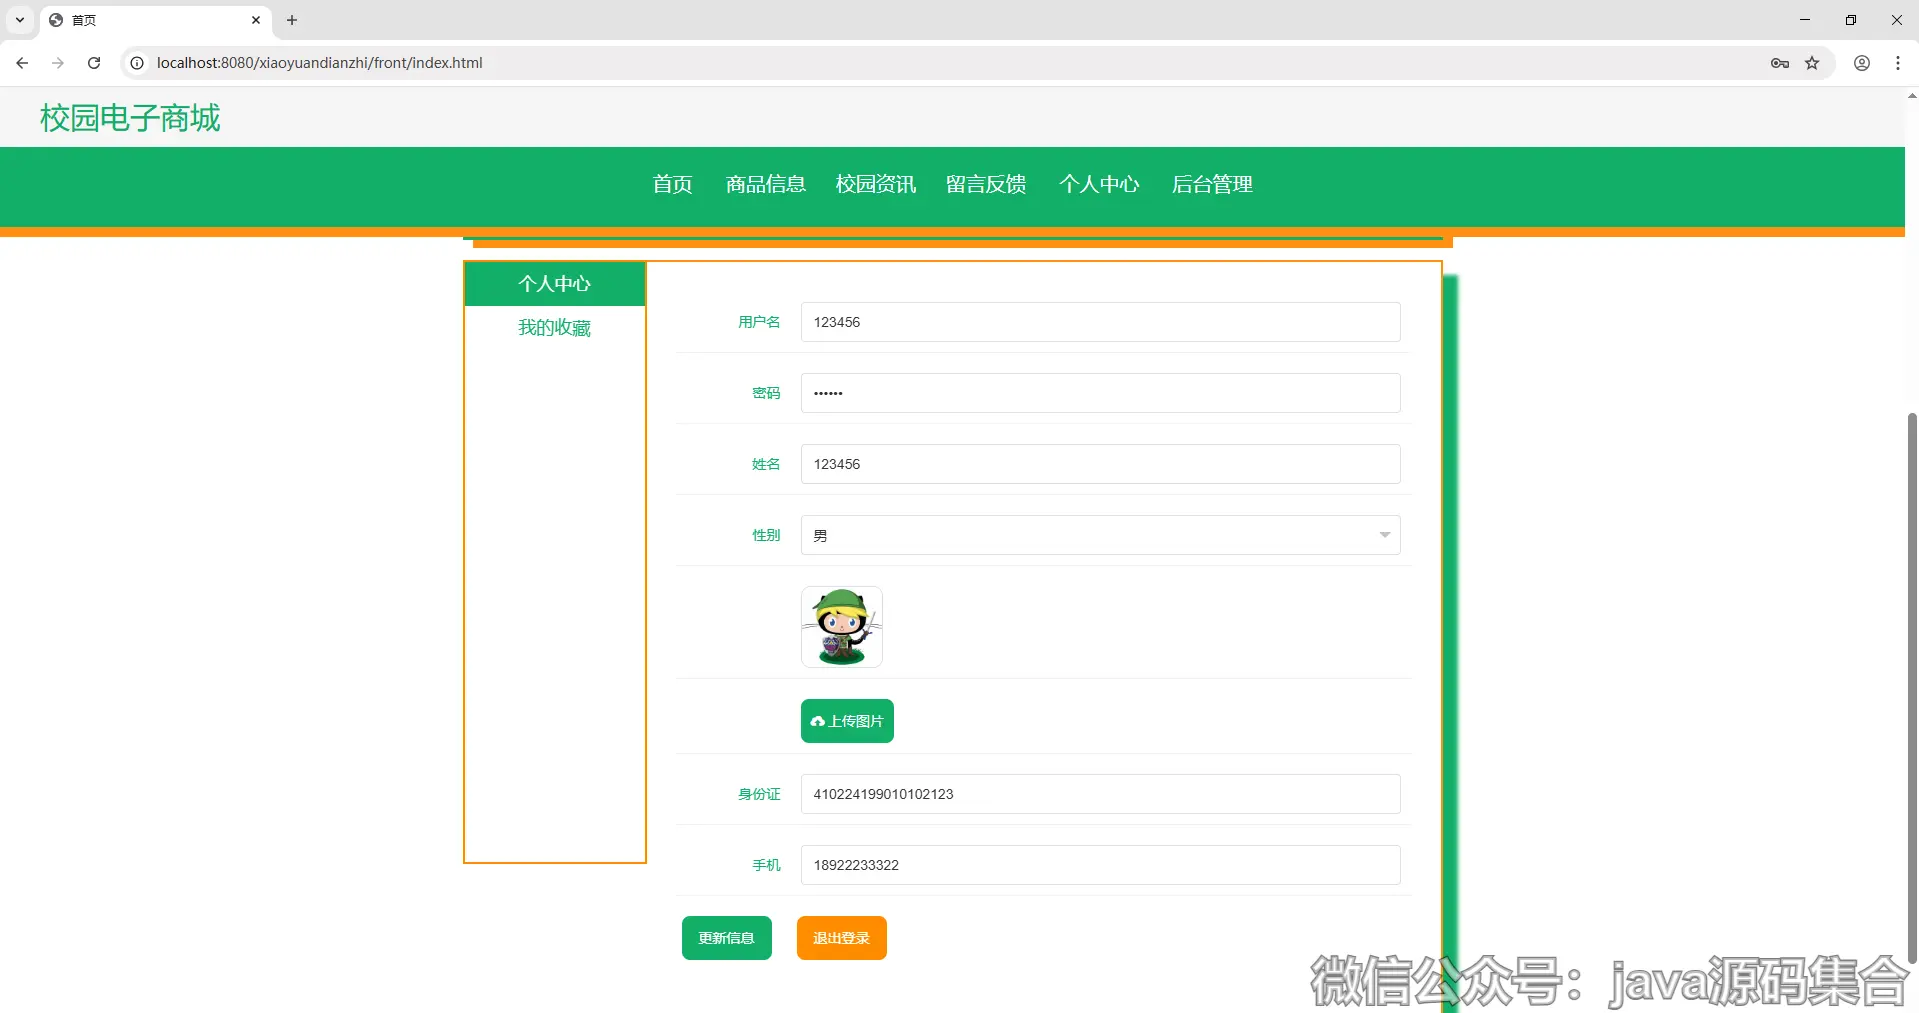 首页
localhost:8080/xiaoyuandianzhi/front/index.html
校园电子商城
首页 商品信息 校园资讯 留言反馈 个人中心 后台管理
个人中心
我的收藏
用户名 123456
密码 ••••••
姓名 123456
性别 男
上传图片
身份证 410224199010102123
手机 18922233322
更新信息 退出登录
微信公众号：java源码集合